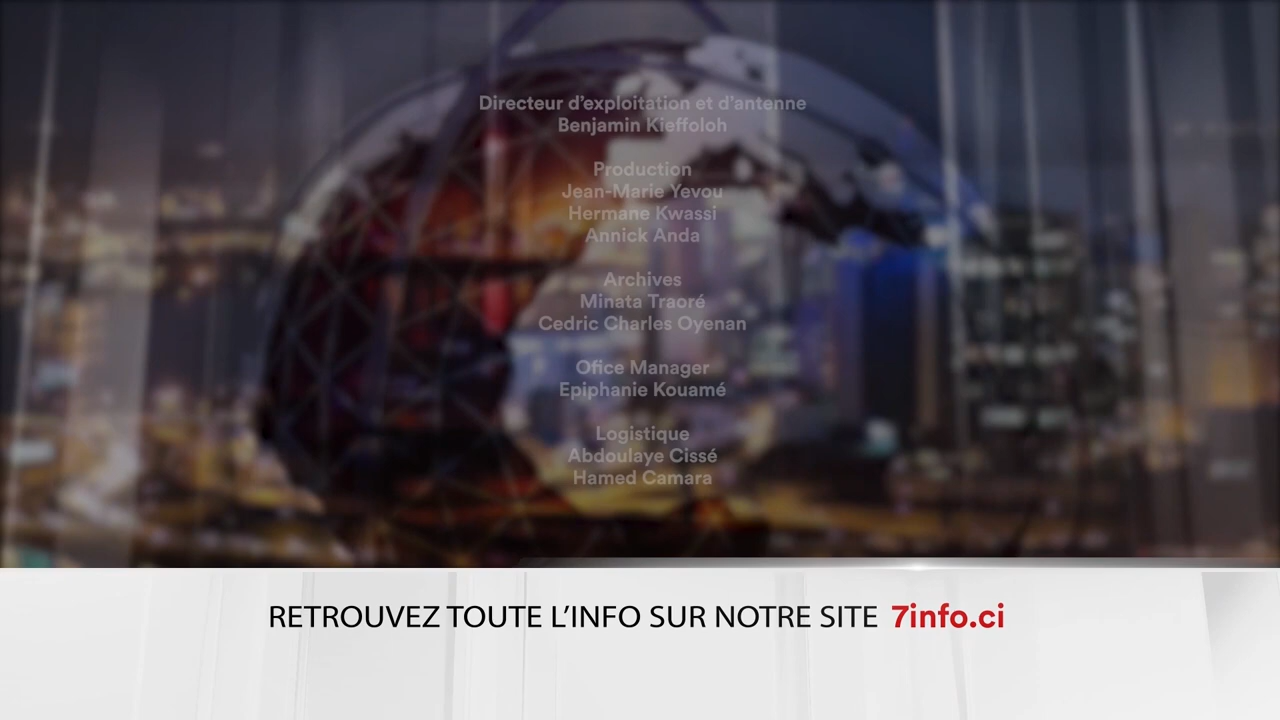 Directeur d'exploitation et d'antenne
Benjamin Kieffoloh
Production
Jean-Marie Yevou
Hermane Kwassi
Annick Anda
Archives
Minata Traoré
Cedric Charles Oyenan
Ofice Manager
Epiphanie Kouamé
Logistique
Abdoulaye Cissé
Hamed Camara
RETROUVEZ TOUTE L'INFO SUR NOTRE SITE 7info.ci